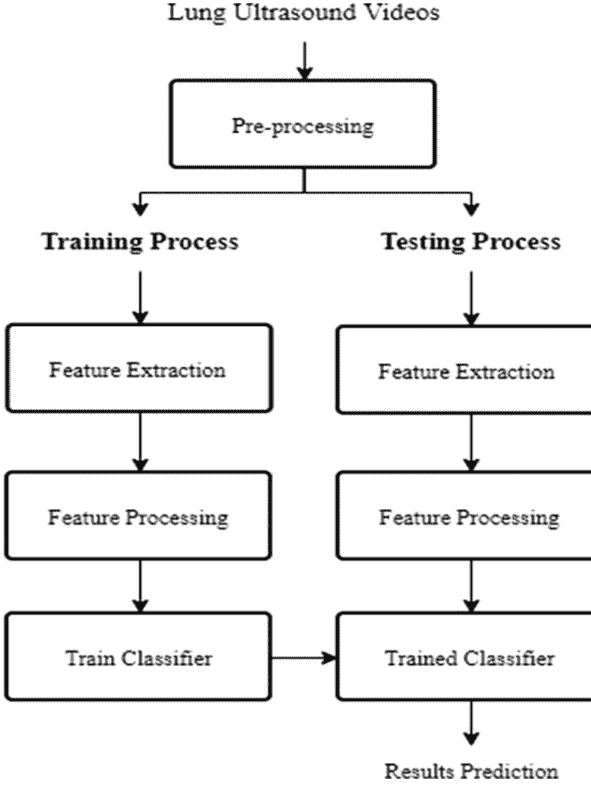 Lung Ultrasound Videos
Pre-processing
Training Process
Testing Process
Feature Extraction
Feature Extraction
Feature Processing
Feature Processing
Train Classifier
Trained Classifier
Results Prediction